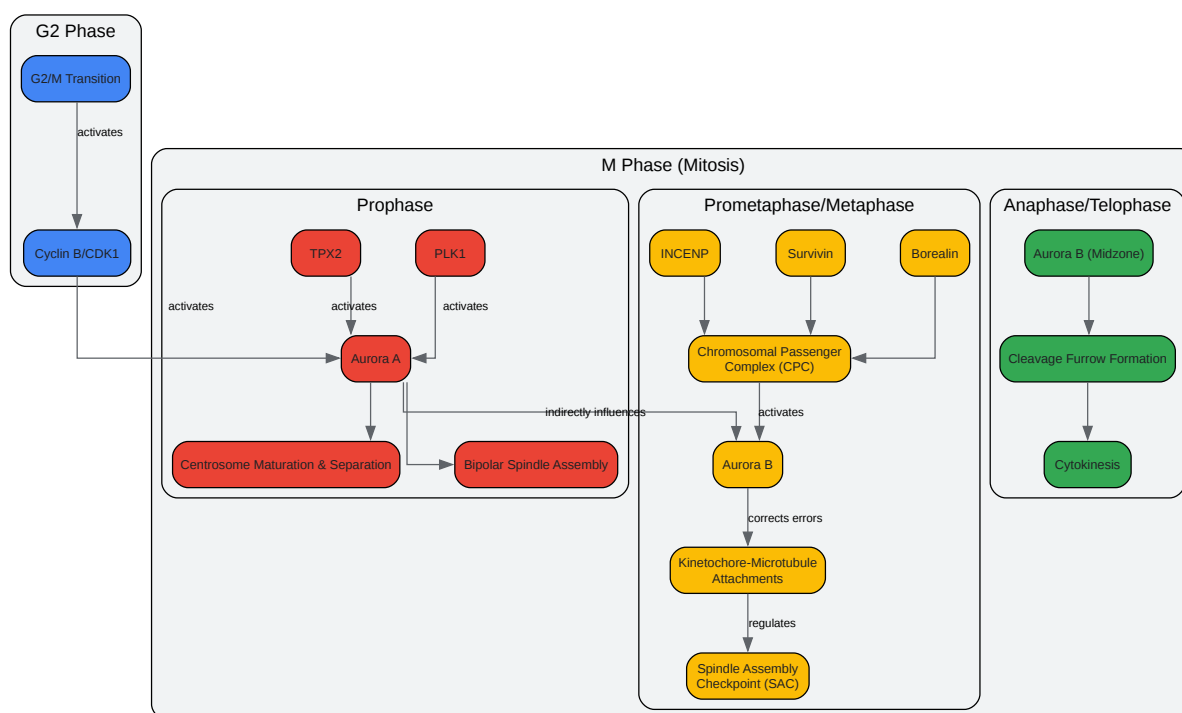 G2 Phase
G2/M Transition
activates
Cyclin B/CDK1
M Phase (Mitosis)
Prophase
TPX2
PLK1
activates
activates
activates
Aurora A
indirectly influences
Centrosome Maturation & Separation
Bipolar Spindle Assembly
Prometaphase/Metaphase
INCENP
Survivin
Borealin
Chromosomal Passenger
Complex (CPC)
activates
Aurora B
corrects errors
Kinetochore-Microtubule
Attachments
regulates
Spindle Assembly
Checkpoint (SAC)
Anaphase/Telophase
Aurora B (Midzone)
Cleavage Furrow Formation
Cytokinesis